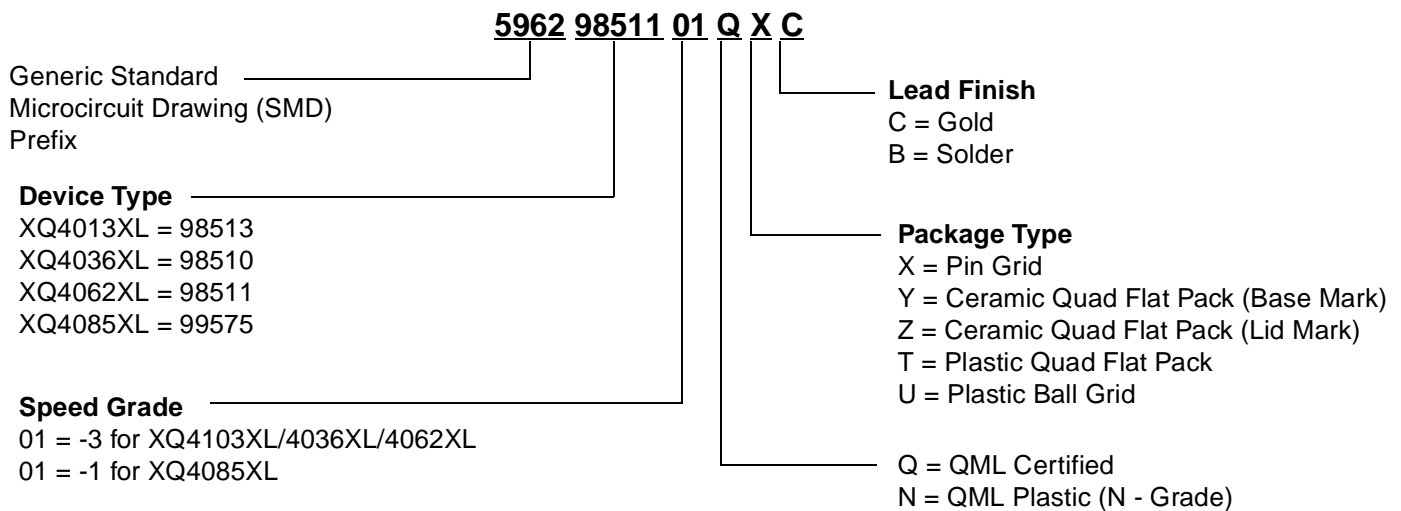 5962 98511 01 Q X C
Generic Standard
Microcircuit Drawing (SMD)
Prefix
Device Type
XQ4013XL = 98513
XQ4036XL = 98510
XQ4062XL = 98511
XQ4085XL = 99575
Speed Grade
01 = -3 for XQ4103XL/4036XL/4062XL
01 = -1 for XQ4085XL
Lead Finish
C = Gold
B = Solder
Package Type
X = Pin Grid
Y = Ceramic Quad Flat Pack (Base Mark)
Z = Ceramic Quad Flat Pack (Lid Mark)
T = Plastic Quad Flat Pack
U = Plastic Ball Grid
Q = QML Certified
N = QML Plastic (N - Grade)